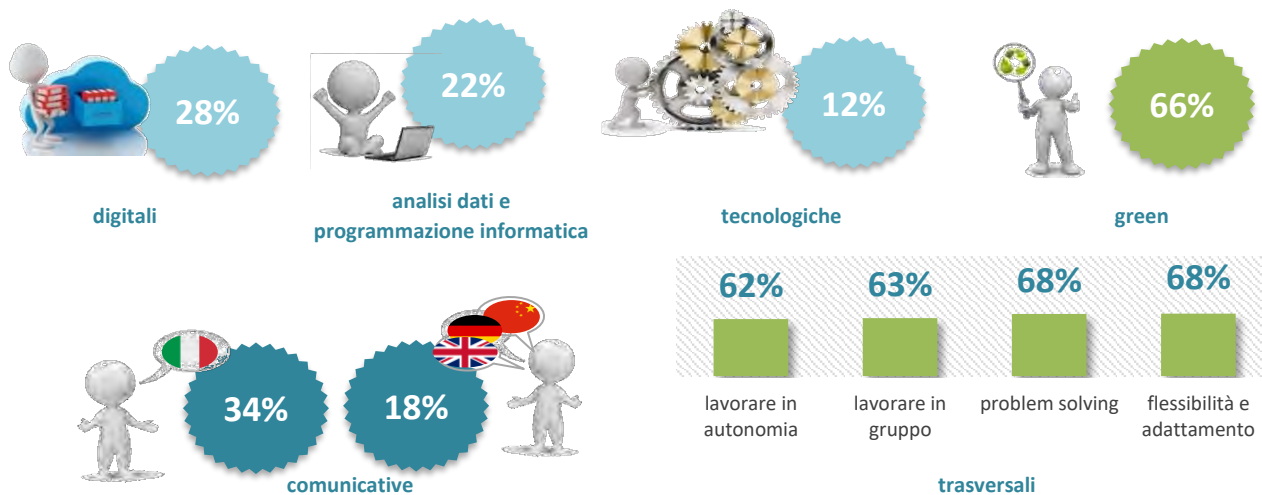 28%
22%
12%
66%
digitali
analisi dati e
programmazione informatica
tecnologiche
green
34%
18%
comunicative
62%
63%
68%
68%
lavorare in
autonomia
lavorare in
gruppo
problem solving
flessibilità e
adattamento
trasversali